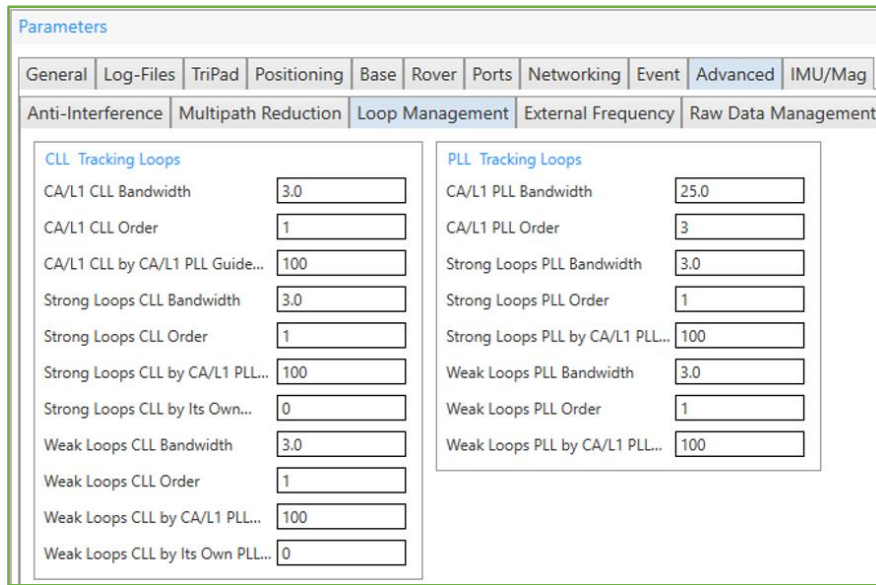 Parameters
General Log-Files TriPad Positioning Base Rover Ports Networking Event Advanced IMU/Mag
Anti-Interference Multipath Reduction Loop Management External Frequency Raw Data Management
CLL Tracking Loops
CA/L1 CLL Bandwidth 3.0
CA/L1 CLL Order 1
CA/L1 CLL by CA/L1 PLL Guide... 100
Strong Loops CLL Bandwidth 3.0
Strong Loops CLL Order 1
Strong Loops CLL by CA/L1 PLL... 100
Strong Loops CLL by Its Own... 0
Weak Loops CLL Bandwidth 3.0
Weak Loops CLL Order 1
Weak Loops CLL by CA/L1 PLL... 100
Weak Loops CLL by Its Own PLL... 0
PLL Tracking Loops
CA/L1 PLL Bandwidth 25.0
CA/L1 PLL Order 3
Strong Loops PLL Bandwidth 3.0
Strong Loops PLL Order 1
Strong Loops PLL by CA/L1 PLL... 100
Weak Loops PLL Bandwidth 3.0
Weak Loops PLL Order 1
Weak Loops PLL by CA/L1 PLL... 100